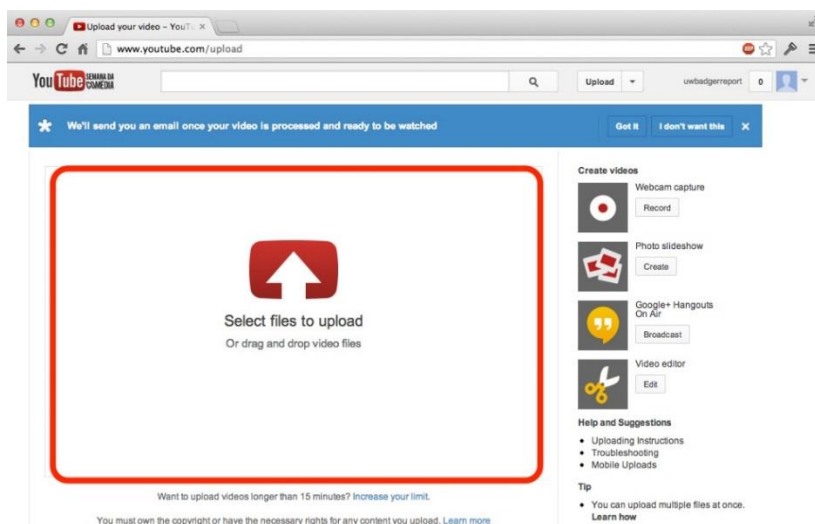 Upload your video - YouTu
www.youtube.com/upload
YouTube SEMANA DA COMÉDIA
Upload
uwbadgerreport
0
We'll send you an email once your video is processed and ready to be watched
Got it
I don't want this
X
Select files to upload
Or drag and drop video files
Want to upload videos longer than 15 minutes? Increase your limit.
You must own the copyright or have the necessary rights for any content you upload. Learn more
Create videos
Webcam capture
Record
Photo slideshow
Create
Google+ Hangouts
On Air
Broadcast
Video editor
Edit
Help and Suggestions
Uploading Instructions
Troubleshooting
Mobile Uploads
Tip
You can upload multiple files at once.
Learn how